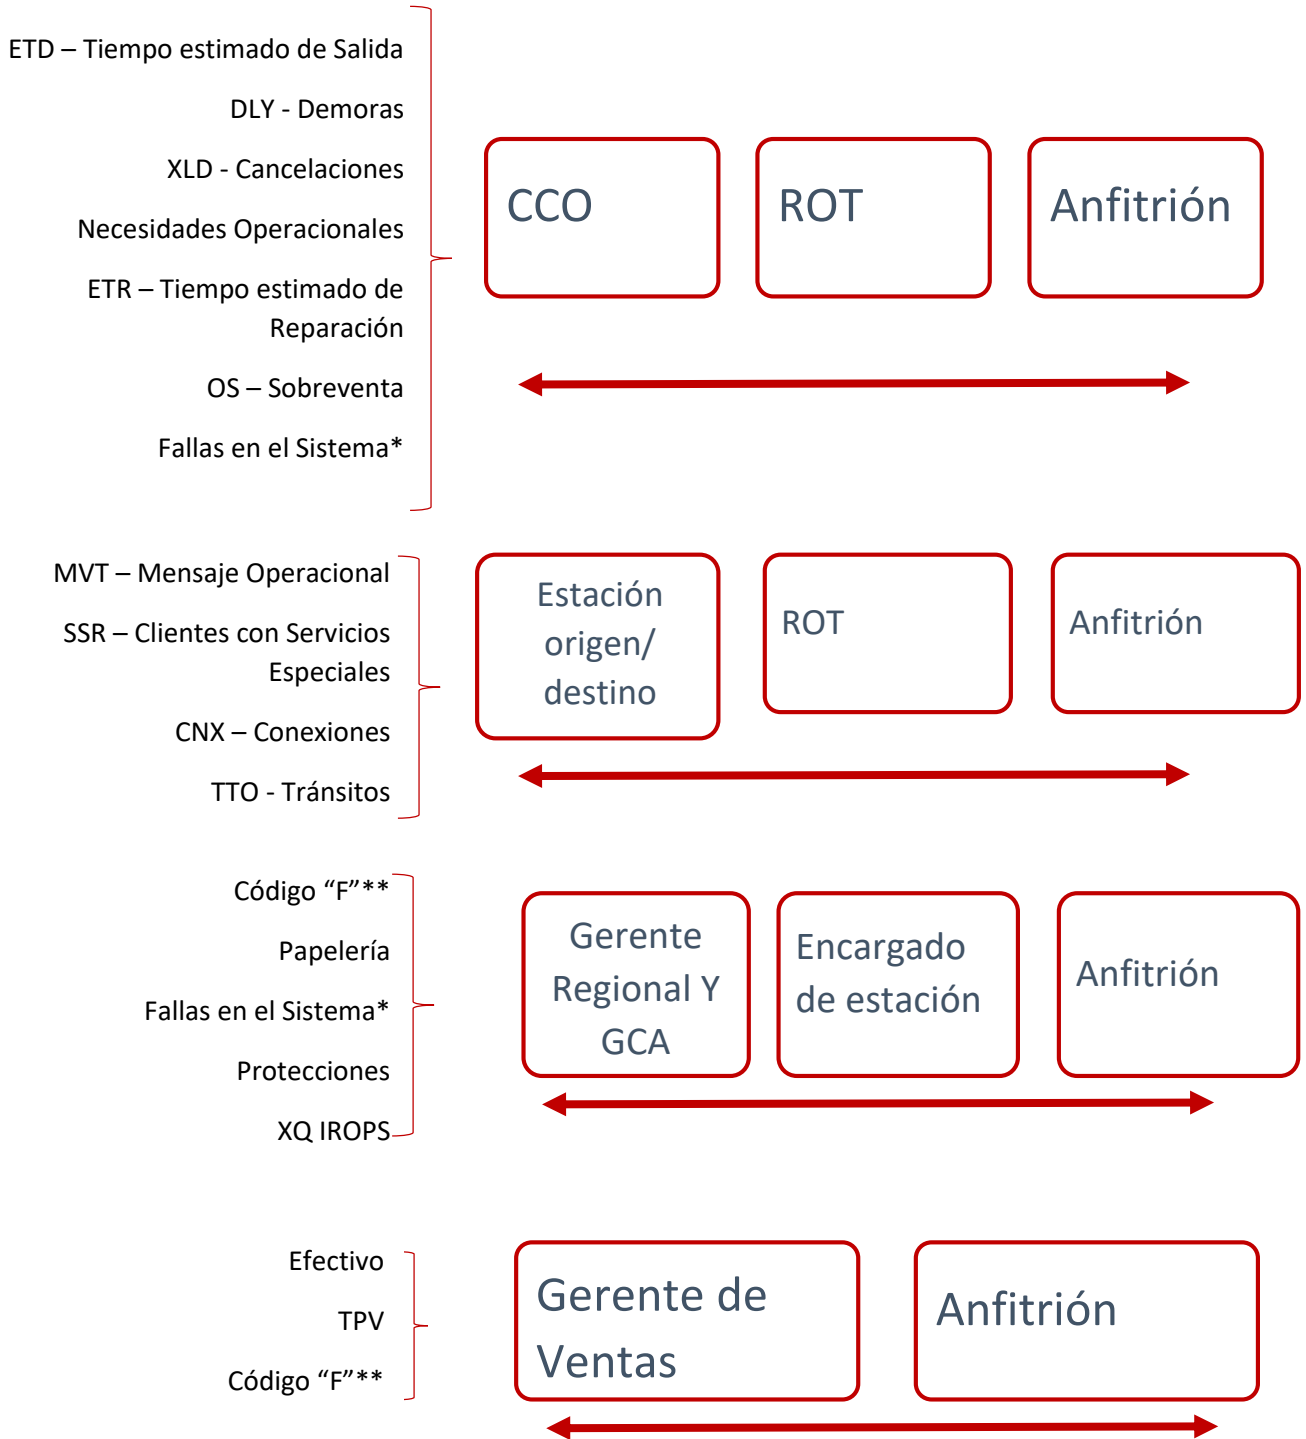 ETD – Tiempo estimado de Salida
DLY - Demoras
XLD - Cancelaciones
Necesidades Operacionales
ETR – Tiempo estimado de
Reparación
OS – Sobreventa
Fallas en el Sistema*
CCO
ROT
Anfitrión
MVT – Mensaje Operacional
SSR – Clientes con Servicios
Especiales
CNX – Conexiones
TTO - Tránsitos
Estación
origen/
destino
ROT
Anfitrión
Código “F”**
Papelería
Fallas en el Sistema*
Protecciones
XQ IROPS
Gerente
Regional Y
GCA
Encargado
de estación
Anfitrión
Efectivo
TPV
Código “F”**
Gerente de
Ventas
Anfitrión